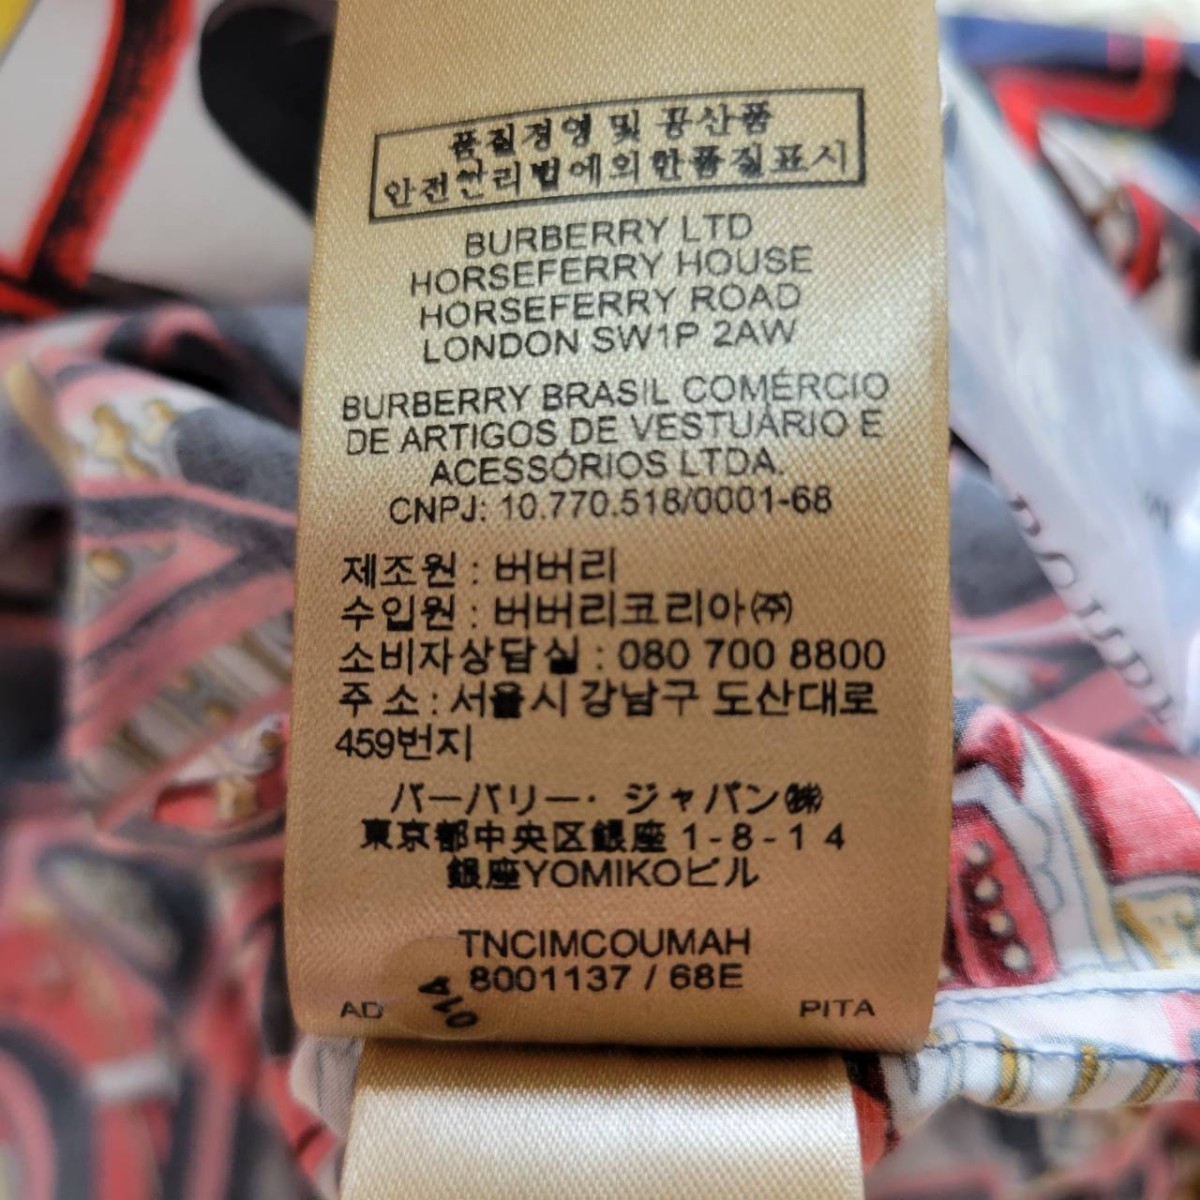 품질경영 및 공산품
안전관리법에의한품질표시
BURBERRY LTD
HORSEFERRY HOUSE
HORSEFERRY ROAD
LONDON SW1P 2AW
BURBERRY BRASIL COMÉRCIO
DE ARTIGOS DE VESTUÁRIO E
ACESSÓRIOS LTDA.
CNPJ: 10.770.518/0001-68
제조원 : 버버리
수입원 : 버버리코리아㈜
소비자상담실 : 080 700 8800
주 소 : 서울시 강남구 도산대로
459번지
バーバリー・ジャパン㈱
東京都中央区銀座 1-8-14
銀座YOMIKOビル
TNCIMCOUMAH
8001137 / 68E
AD
014
PITA